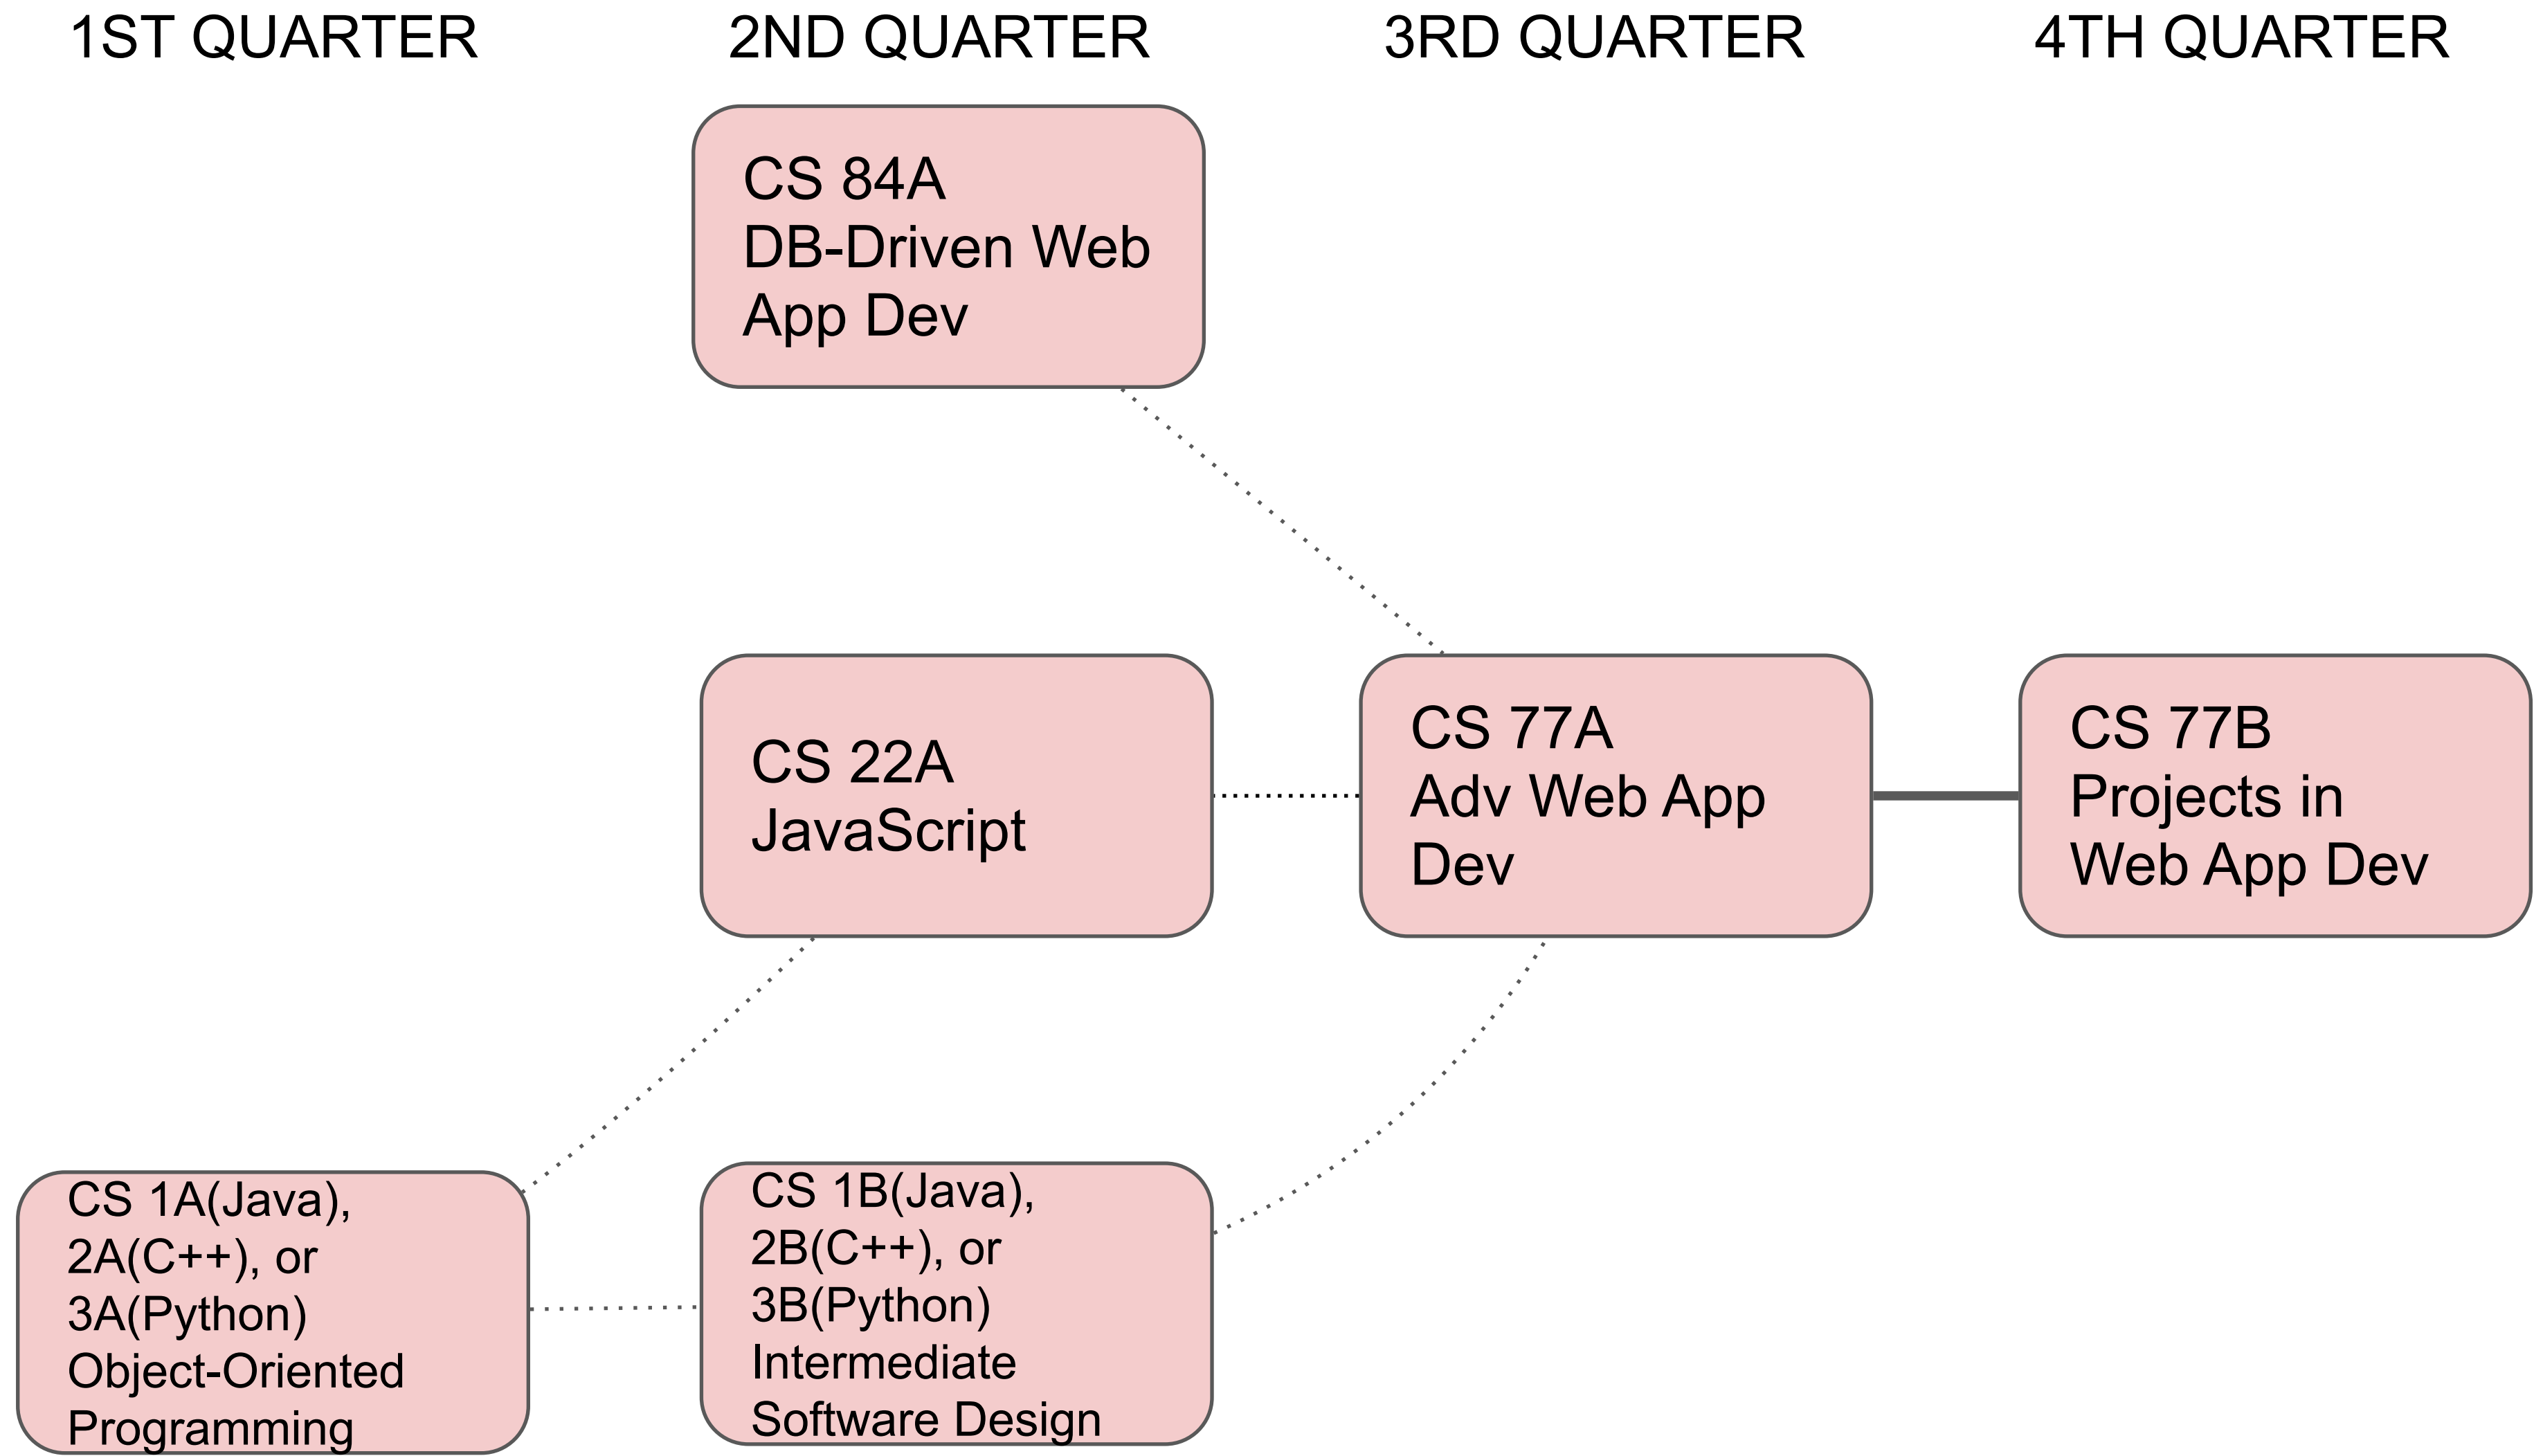 1ST QUARTER
2ND QUARTER
3RD QUARTER
4TH QUARTER
CS 84A
DB-Driven Web
App Dev
CS 22A
JavaScript
CS 77A
Adv Web App
Dev
CS 77B
Projects in
Web App Dev
CS 1A(Java),
2A(C++), or
3A(Python)
Object-Oriented
Programming
CS 1B(Java),
2B(C++), or
3B(Python)
Intermediate
Software Design